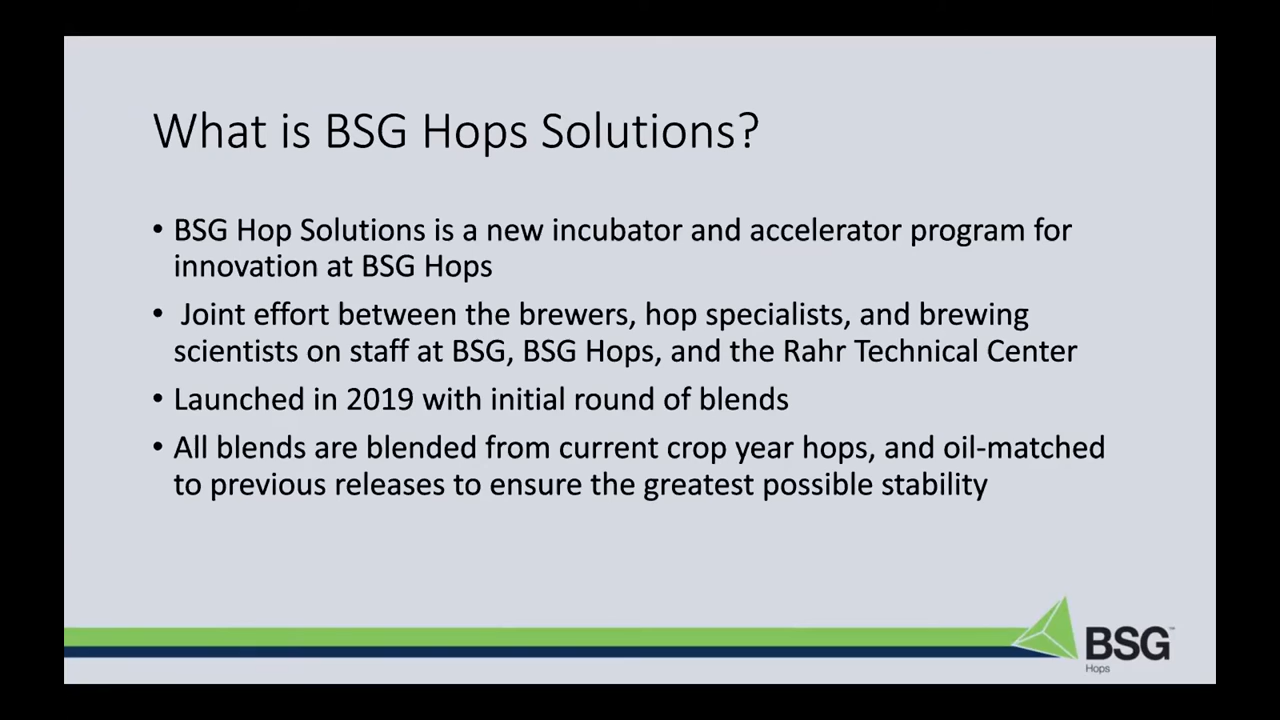 What is BSG Hops Solutions?
• BSG Hop Solutions is a new incubator and accelerator program for
innovation at BSG Hops
• Joint effort between the brewers, hop specialists, and brewing
scientists on staff at BSG, BSG Hops, and the Rahr Technical Center
• Launched in 2019 with initial round of blends
• All blends are blended from current crop year hops, and oil-matched
to previous releases to ensure the greatest possible stability
BSG™
Hops